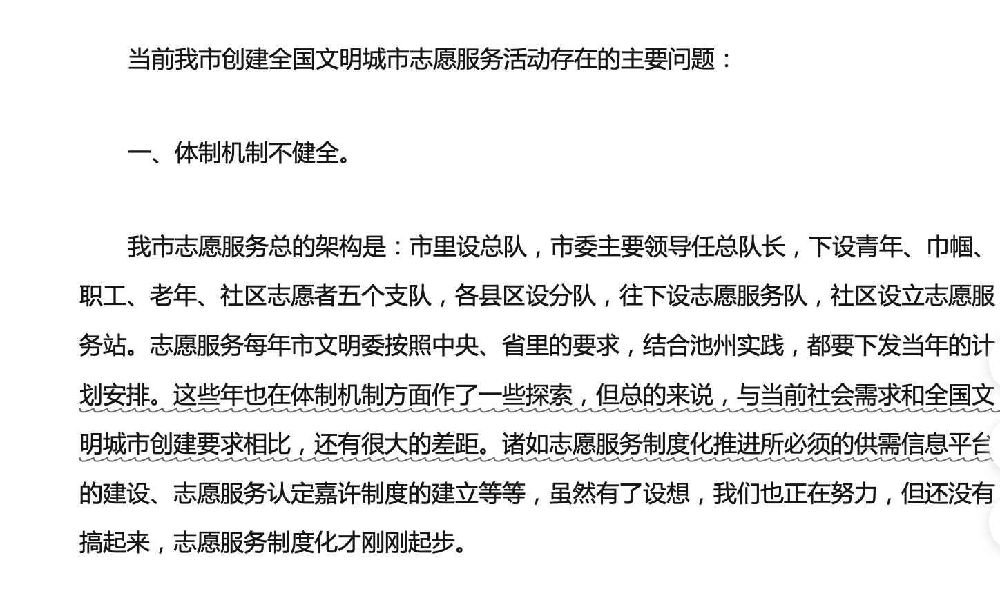 当前我市创建全国文明城市志愿服务活动存在的主要问题：
一、体制机制不健全。
我市志愿服务总的架构是：市里设总队，市委主要领导任总队长，下设青年、巾帼、
职工、老年、社区志愿者五个支队，各县区设分队，往下设志愿服务队，社区设立志愿服
务站。志愿服务每年市文明委按照中央、省里的要求，结合池州实践，都要下发当年的计
划安排。这些年也在体制机制方面作了一些探索，但总的来说，与当前社会需求和全国文
明城市创建要求相比，还有很大的差距。诸如志愿服务制度化推进所必须的供需信息平台
的建设、志愿服务认定嘉许制度的建立等等，虽然有了设想，我们也正在努力，但还没有
搞起来，志愿服务制度化才刚刚起步。